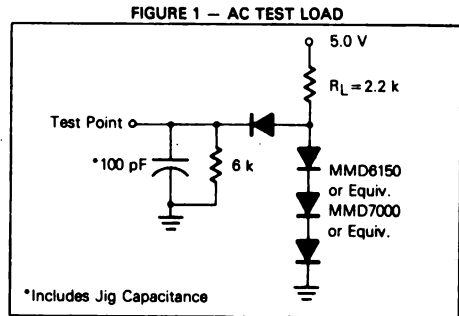 FIGURE 1 — AC TEST LOAD
5.0 V
RL=2.2 k
Test Point
*100 pF
6 k
MMD6150
or Equiv.
MMD7000
or Equiv.
*Includes Jig Capacitance